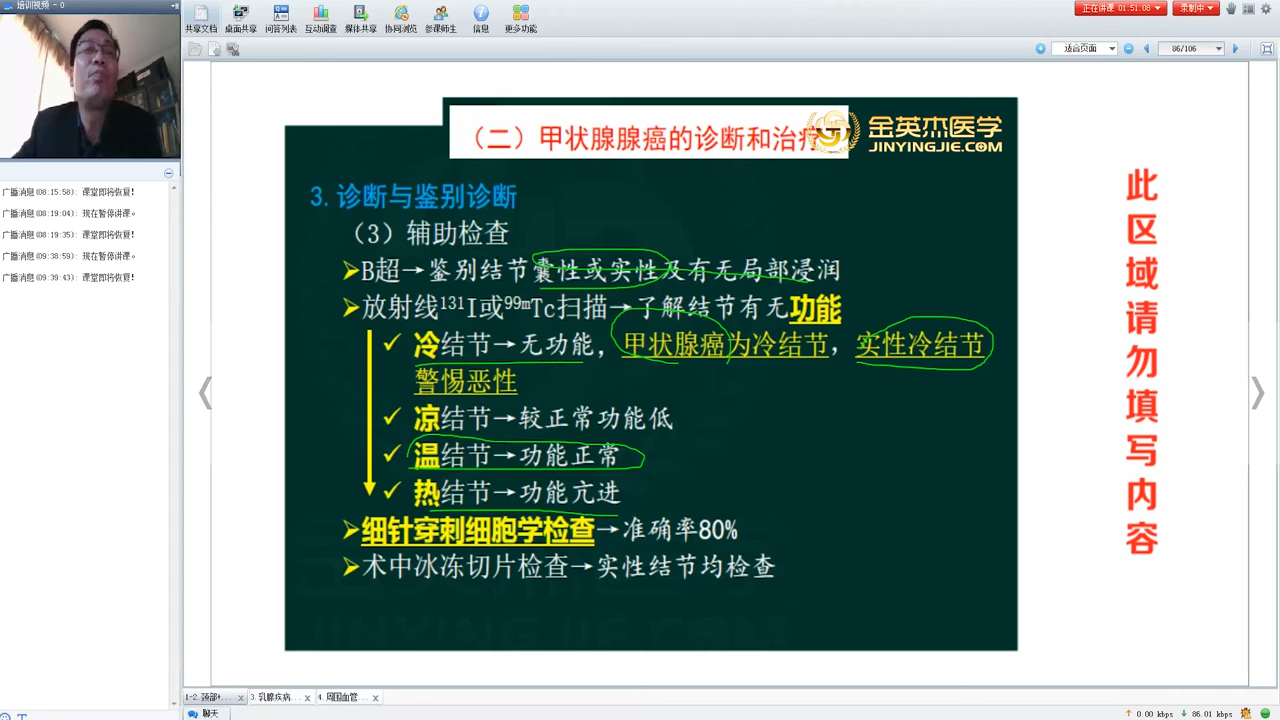 培训视频 - 0
共享文档 桌面共享 问答列表 互动调查 媒体共享 协同浏览 多课师生 信息 更多功能
正在讲课 01:51:08 录制中
适合页面 86/106
广播消息(08:15:58): 课堂即将恢复!
广播消息(08:19:04): 现在暂停讲课。
广播消息(08:19:35): 课堂即将恢复!
广播消息(09:38:59): 现在暂停讲课。
广播消息(09:39:43): 课堂即将恢复!
（二）甲状腺腺癌的诊断和治疗
金英杰医学
JINYINGJIE.COM
3.诊断与鉴别诊断
（3）辅助检查
➢B超→鉴别结节囊性或实性及有无局部浸润
➢放射线¹³¹I或⁹⁹ᵐTc扫描→了解结节有无功能
✓ 冷结节→无功能，甲状腺癌为冷结节，实性冷结节
警惕恶性
✓ 凉结节→较正常功能低
✓ 温结节→功能正常
✓ 热结节→功能亢进
➢细针穿刺细胞学检查→准确率80%
➢术中冰冻切片检查→实性结节均检查
此区域请勿填写内容
1-2.颈部+... x 3.乳腺疾病... x 4.周围血管... x
聊天
0.00 kbps 86.01 kbps